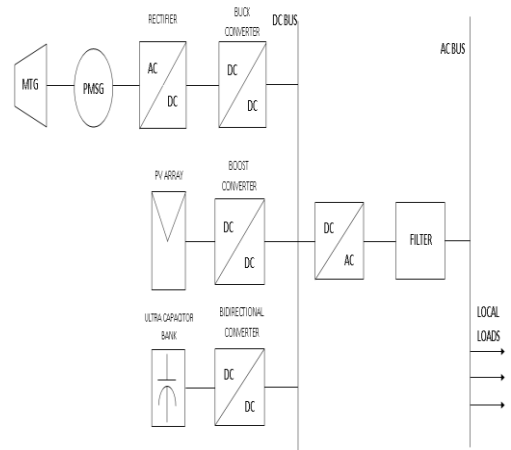 RECTIFIER
BUCK
CONVERTER
DC BUS
AC BUS
MTG
PMSG
AC
DC
DC
DC
PV ARRAY
BOOST
CONVERTER
DC
DC
DC
AC
FILTER
ULTRA CAPACITOR
BANK
BIDIRECTIONAL
CONVERTER
DC
DC
LOCAL
LOADS